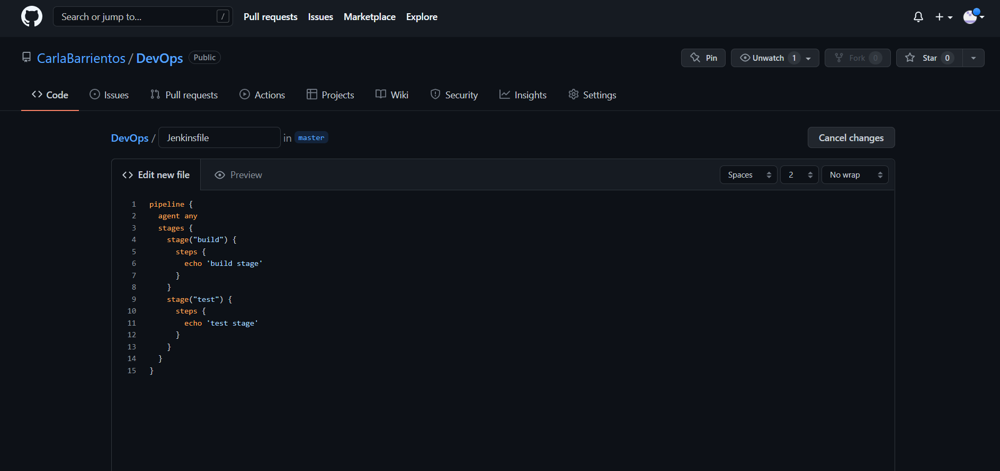 Search or jump to... / Pull requests Issues Marketplace Explore
CarlaBarrientos / DevOps Public Pin Unwatch 1 Fork 0 Star 0
Code Issues Pull requests Actions Projects Wiki Security Insights Settings
DevOps / Jenkinsfile in master Cancel changes
Edit new file Preview Spaces 2 No wrap
1 pipeline {
2   agent any
3   stages {
4     stage("build") {
5       steps {
6         echo 'build stage'
7       }
8     }
9     stage("test") {
10       steps {
11         echo 'test stage'
12       }
13     }
14   }
15 }